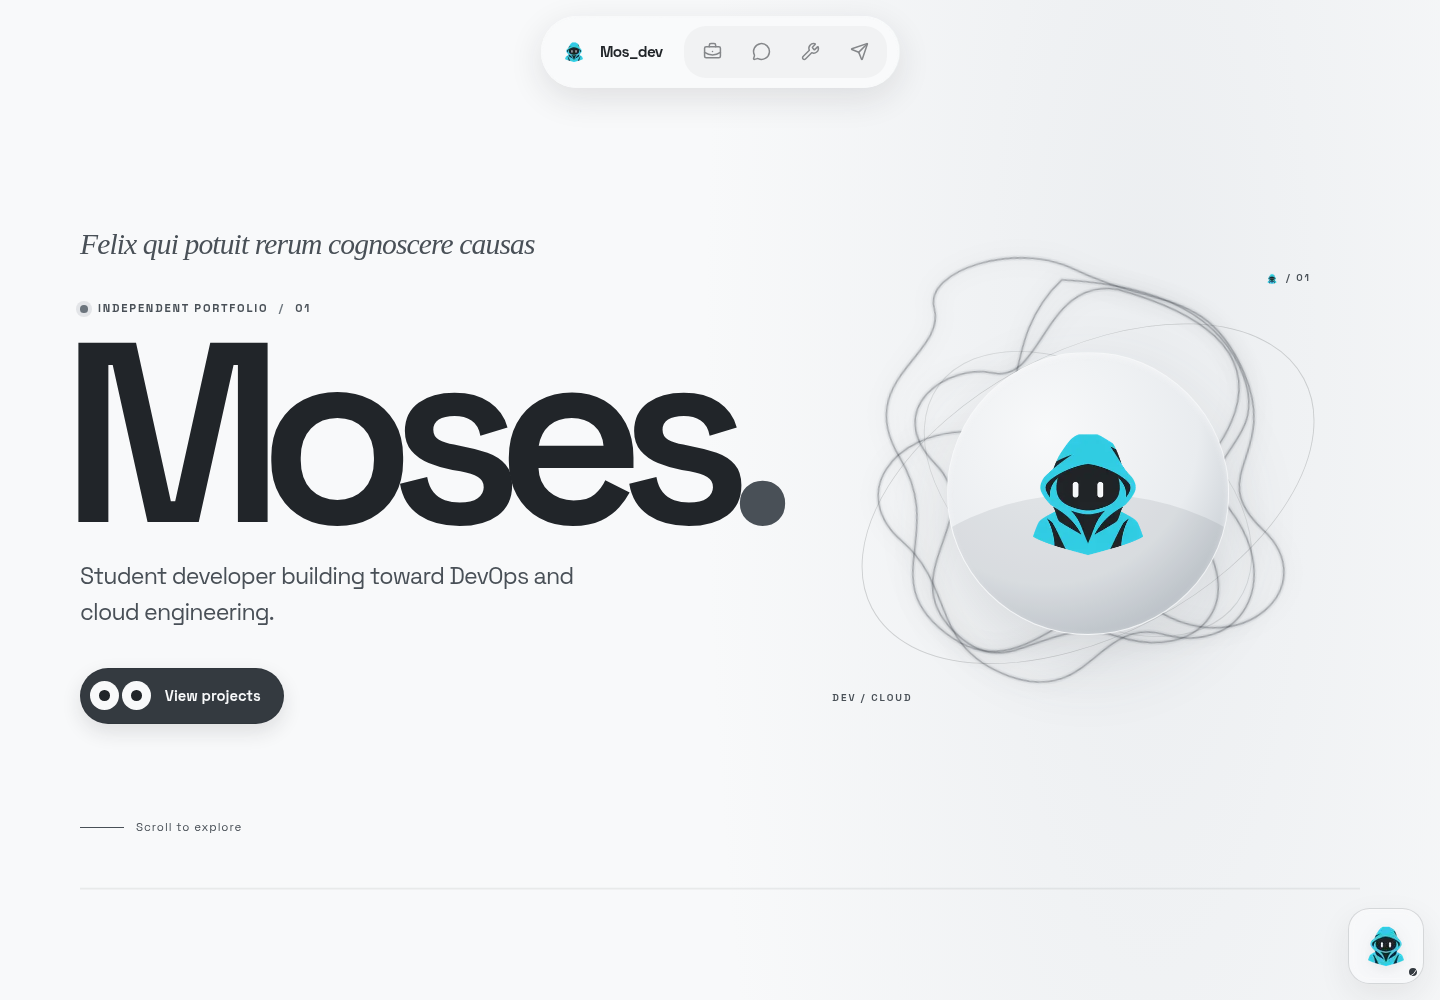 Mos_dev
Felix qui potuit rerum cognoscere causas
INDEPENDENT PORTFOLIO / 01
/ 01
Moses.
Student developer building toward DevOps and
cloud engineering.
View projects
DEV / CLOUD
Scroll to explore